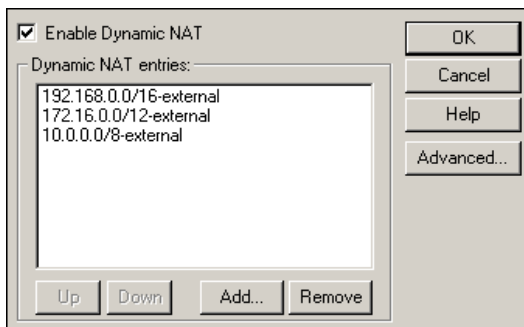 Enable Dynamic NAT
Dynamic NAT entries:
192.168.0.0/16-external
172.16.0.0/12-external
10.0.0.0/8-external
Up
Down
Add...
Remove
OK
Cancel
Help
Advanced...